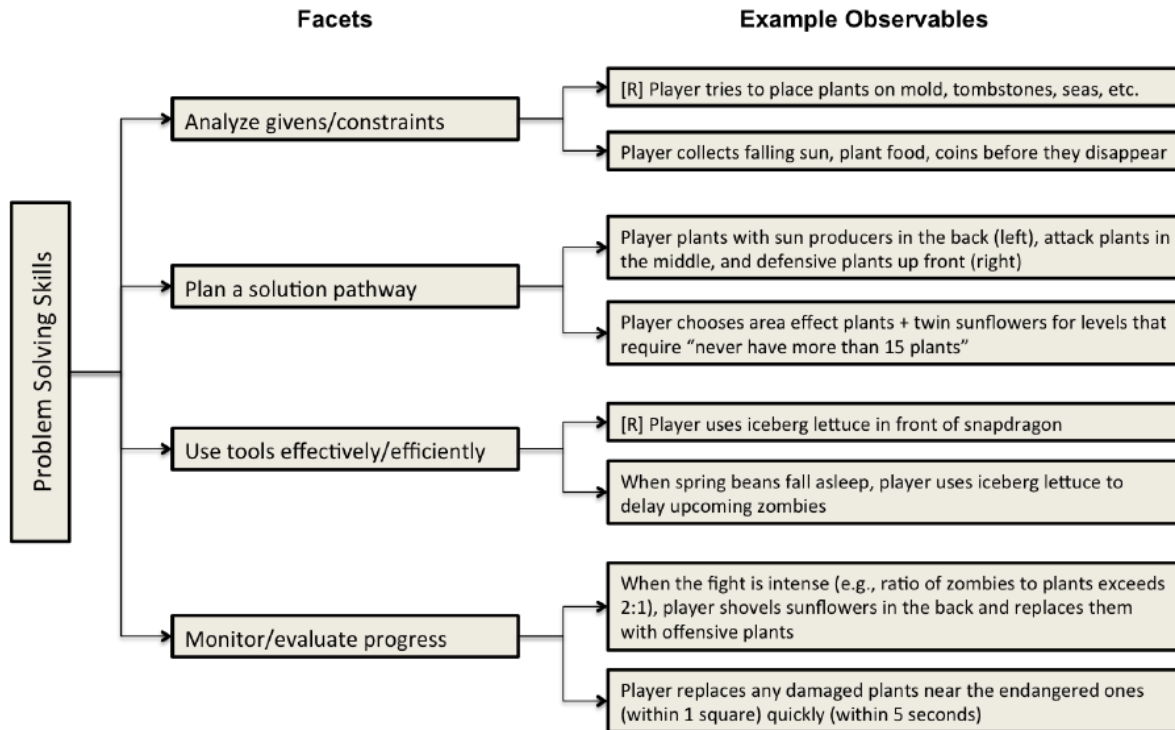 Facets
Example Observables
Problem Solving Skills
Analyze givens/constraints
[R] Player tries to place plants on mold, tombstones, seas, etc.
Player collects falling sun, plant food, coins before they disappear
Plan a solution pathway
Player plants with sun producers in the back (left), attack plants in
the middle, and defensive plants up front (right)
Player chooses area effect plants + twin sunflowers for levels that
require “never have more than 15 plants”
Use tools effectively/efficiently
[R] Player uses iceberg lettuce in front of snapdragon
When spring beans fall asleep, player uses iceberg lettuce to
delay upcoming zombies
Monitor/evaluate progress
When the fight is intense (e.g., ratio of zombies to plants exceeds
2:1), player shovels sunflowers in the back and replaces them
with offensive plants
Player replaces any damaged plants near the endangered ones
(within 1 square) quickly (within 5 seconds)